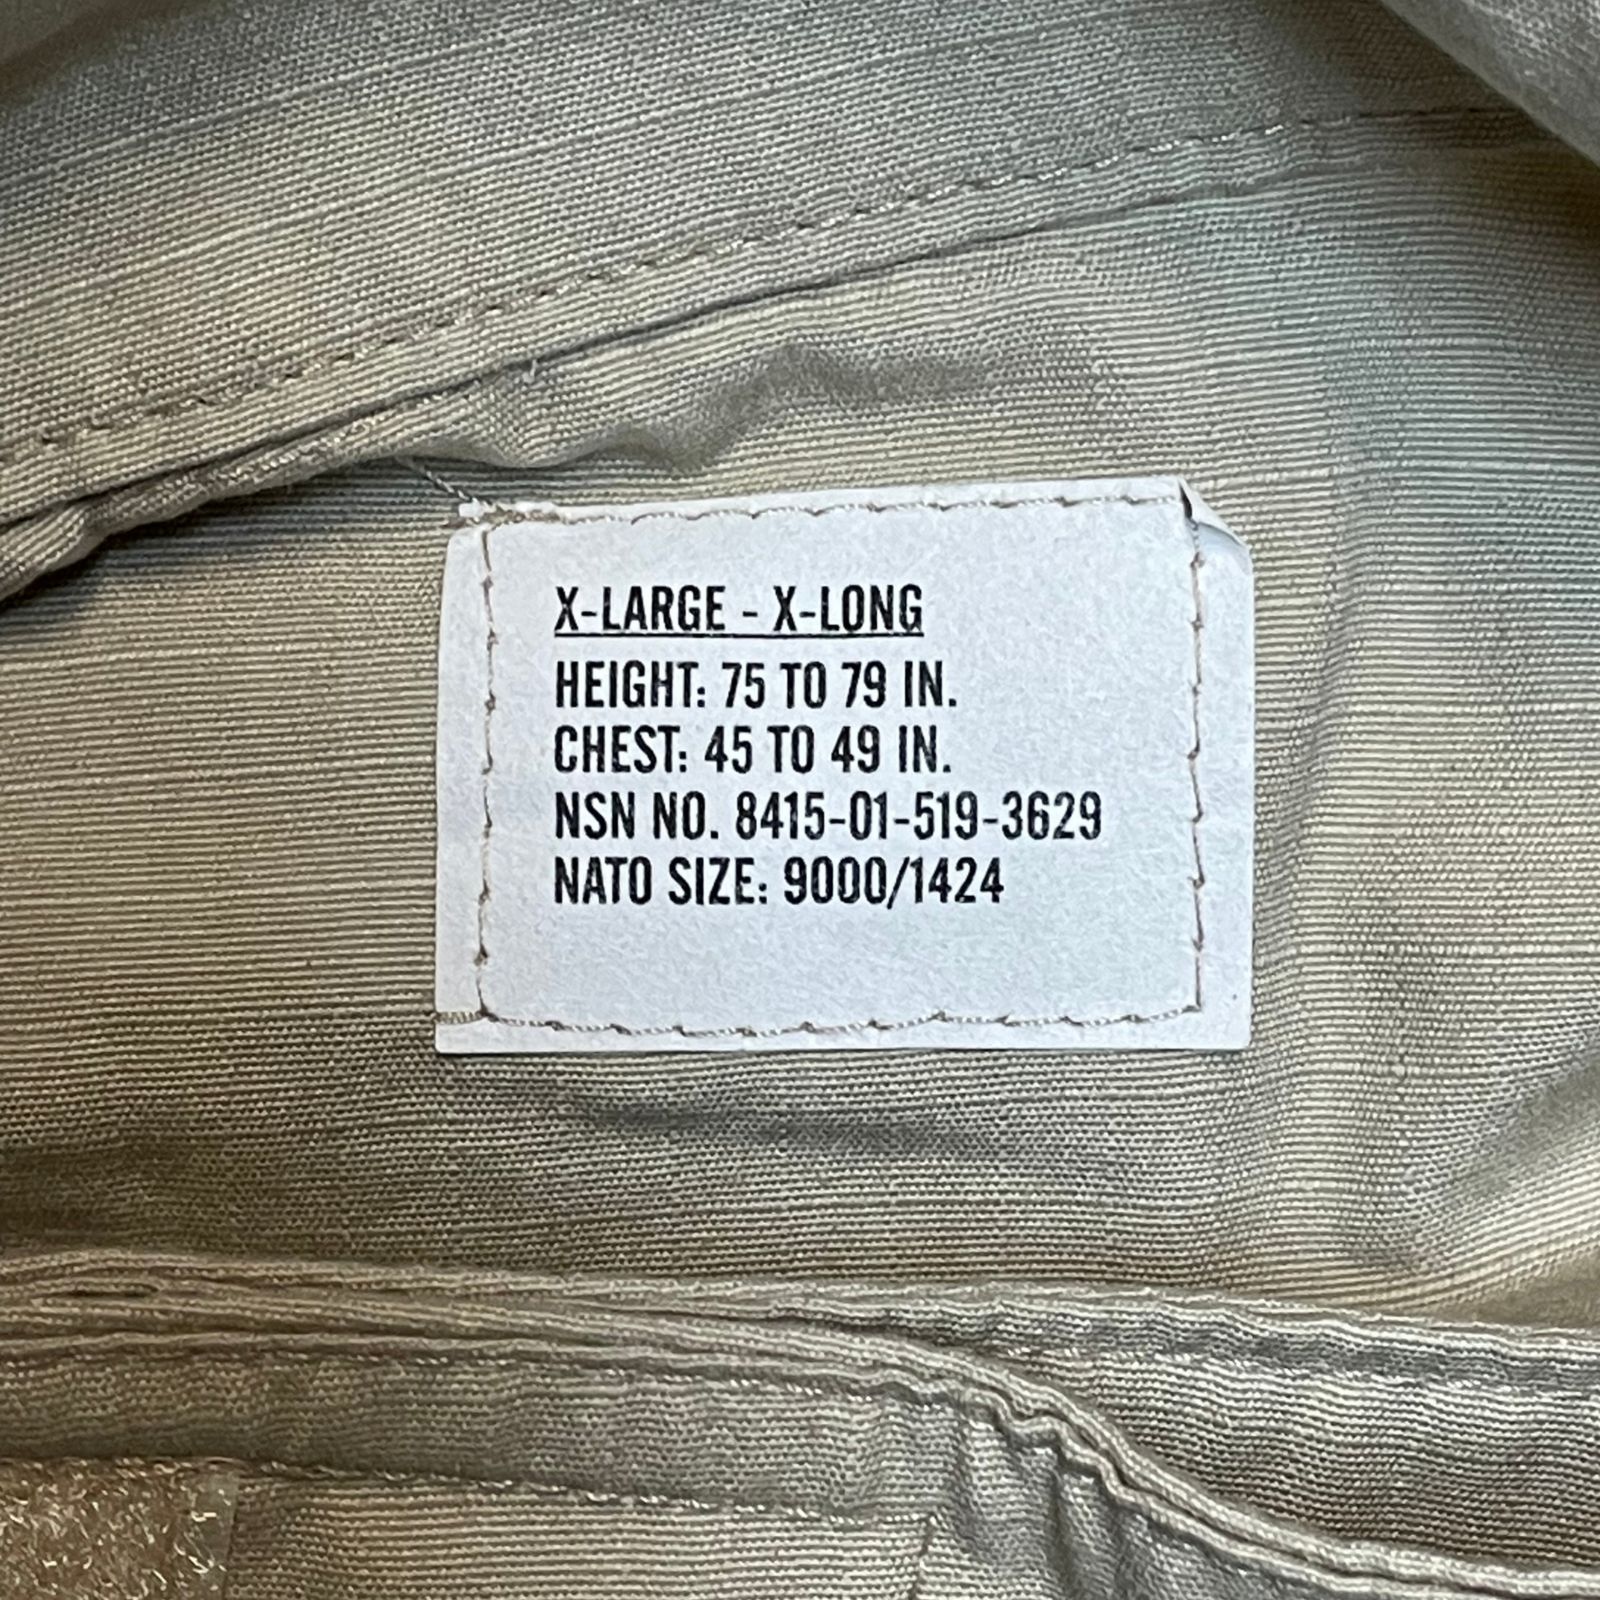 X-LARGE - X-LONG
HEIGHT: 75 TO 79 IN.
CHEST: 45 TO 49 IN.
NSN NO. 8415-01-519-3629
NATO SIZE: 9000/1424